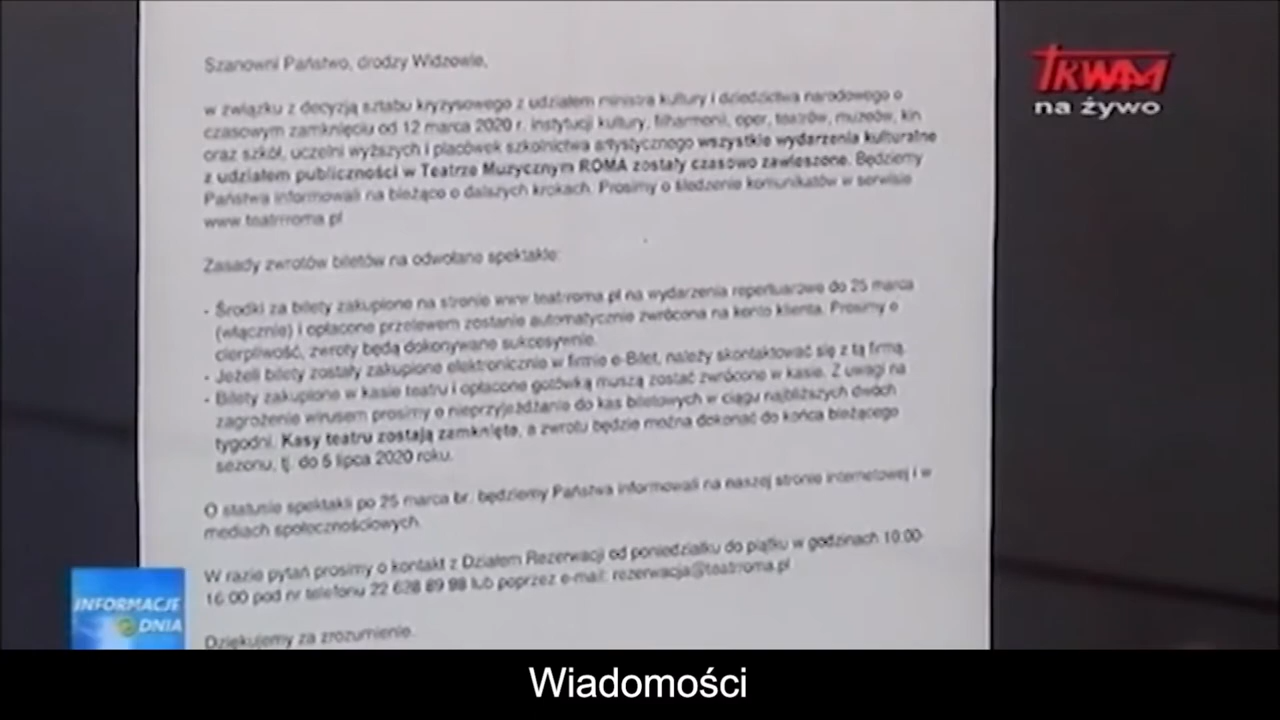 Szanowni Państwo, drodzy Widzowie,
TRWAM
na żywo
w związku z decyzją sztabu kryzysowego z udziałem ministra kultury i dziedzictwa narodowego o
czasowym zamknięciu od 12 marca 2020 r. instytucji kultury, filharmonii, oper, teatrów, muzeów, kin
oraz szkół, uczelni wyższych i placówek szkolnictwa artystycznego wszystkie wydarzenia kulturalne
z udziałem publiczności w Teatrze Muzycznym ROMA zostały czasowo zawieszone. Będziemy
Państwa informowali na bieżąco o dalszych krokach. Prosimy o śledzenie komunikatów w serwisie
www.teatrroma.pl
Zasady zwrotów biletów na odwołane spektakle:
- Środki za bilety zakupione na stronie www.teatrroma.pl na wydarzenia repertuarowe do 25 marca
(włącznie) i opłacone przelewem zostanie automatycznie zwrócona na konto klienta. Prosimy o
cierpliwość, zwroty będą dokonywane sukcesywnie.
- Jeżeli bilety zostały zakupione elektronicznie w firmie e-Bilet, należy skontaktować się z tą firmą.
- Bilety zakupione w kasie teatru i opłacone gotówką muszą zostać zwrócone w kasie. Z uwagi na
zagrożenie wirusem prosimy o nieprzyjeżdżanie do kas biletowych w ciągu najbliższych dwóch
tygodni. Kasy teatru zostają zamknięte, a zwrotu będzie można dokonać do końca bieżącego
sezonu, tj. do 5 lipca 2020 roku.
O statusie spektakli po 25 marca br. będziemy Państwa informowali na naszej stronie internetowej i w
mediach społecznościowych.
W razie pytań prosimy o kontakt z Działem Rezerwacji od poniedziałku do piątku w godzinach 10:00-
16:00 pod nr telefonu 22 628 89 98 lub poprzez e-mail: rezerwacja@teatrroma.pl
Dziękujemy za zrozumienie.
INFORMACJE
DNIA
Wiadomości